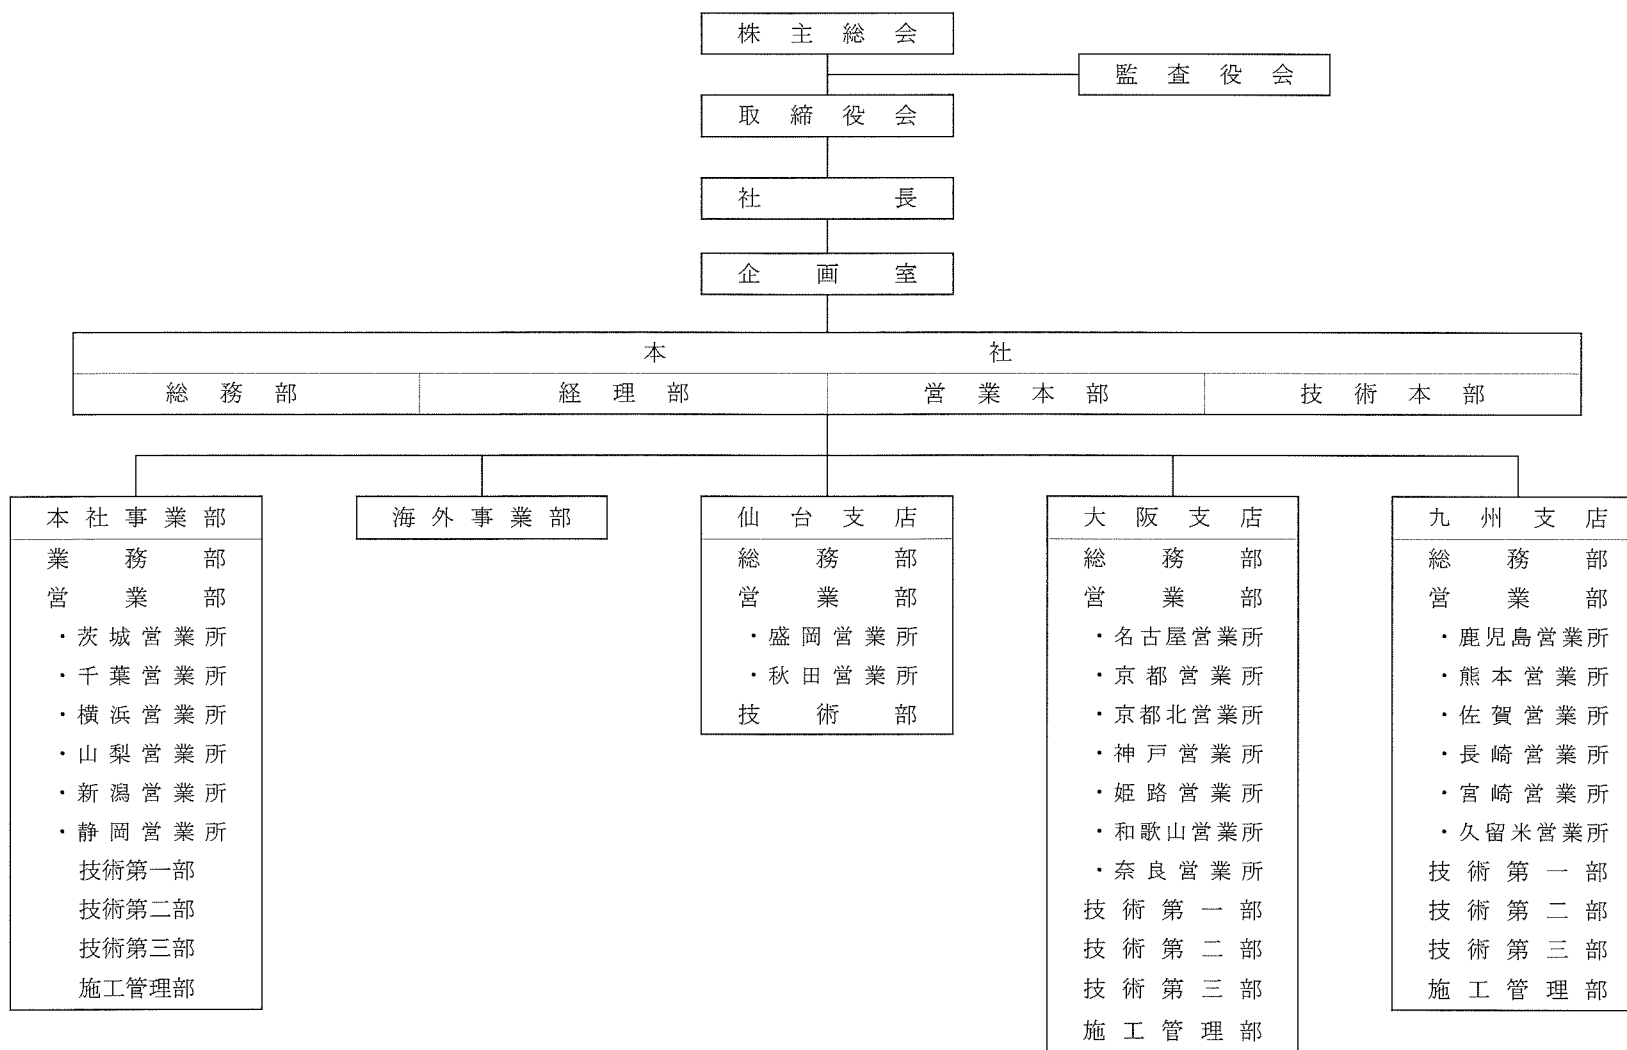 株主総会
監査役会
取締役会
社長
企画室
本社
総務部 経理部 営業本部 技術本部
本社事業部
業務部
営業部
・茨城営業所
・千葉営業所
・横浜営業所
・山梨営業所
・新潟営業所
・静岡営業所
技術第一部
技術第二部
技術第三部
施工管理部
海外事業部
仙台支店
総務部
営業部
・盛岡営業所
・秋田営業所
技術部
大阪支店
総務部
営業部
・名古屋営業所
・京都営業所
・京都北営業所
・神戸営業所
・姫路営業所
・和歌山営業所
・奈良営業所
技術第一部
技術第二部
技術第三部
施工管理部
九州支店
総務部
営業部
・鹿児島営業所
・熊本営業所
・佐賀営業所
・長崎営業所
・宮崎営業所
・久留米営業所
技術第一部
技術第二部
技術第三部
施工管理部